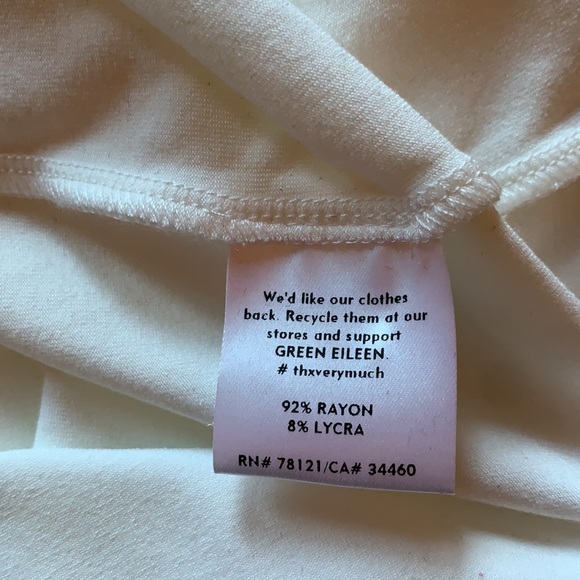 We'd like our clothes
back. Recycle them at our
stores and support
GREEN EILEEN.
# thxverymuch
92% RAYON
8% LYCRA
RN# 78121/CA# 34460